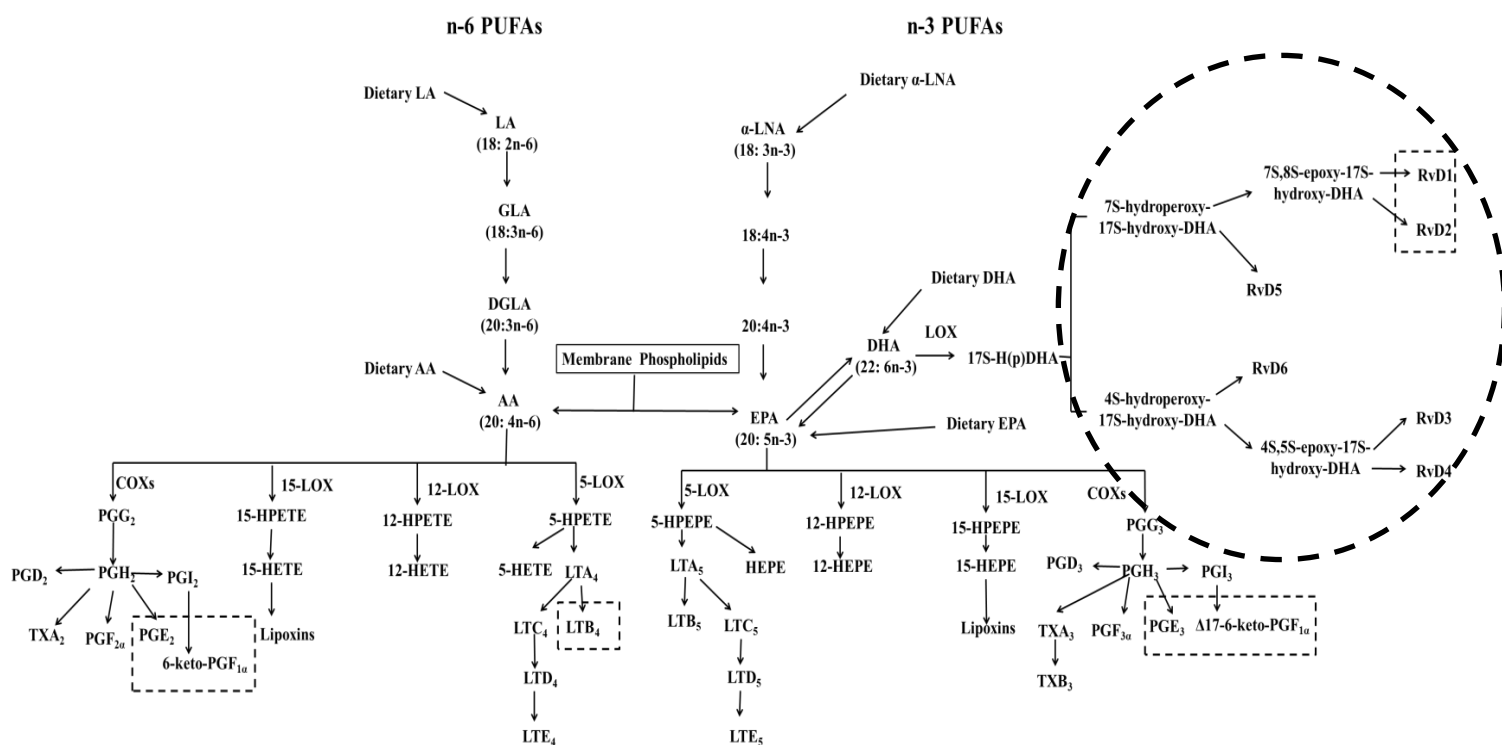 n-6 PUFAs
n-3 PUFAs
Dietary LA
LA
(18: 2n-6)
GLA
(18:3n-6)
DGLA
(20:3n-6)
Dietary AA
AA
(20: 4n-6)
Membrane Phospholipids
Dietary α-LNA
α-LNA
(18: 3n-3)
18:4n-3
20:4n-3
EPA
(20: 5n-3)
Dietary EPA
Dietary DHA
DHA
(22: 6n-3)
LOX
17S-H(p)DHA
7S-hydroperoxy-
17S-hydroxy-DHA
7S,8S-epoxy-17S-
hydroxy-DHA
RvD1
RvD2
RvD5
4S-hydroperoxy-
17S-hydroxy-DHA
RvD6
4S,5S-epoxy-17S-
hydroxy-DHA
RvD3
RvD4
COXs
PGG₂
PGH₂
PGD₂
PGI₂
TXA₂
PGF₂α
PGE₂
6-keto-PGF₁α
15-LOX
15-HPETE
15-HETE
Lipoxins
12-LOX
12-HPETE
12-HETE
5-LOX
5-HPETE
5-HETE
LTA₄
LTC₄
LTB₄
LTD₄
LTE₄
5-LOX
5-HPEPE
LTA₅
HEPE
LTB₅
LTC₅
LTD₅
LTE₅
12-LOX
12-HPEPE
12-HEPE
15-LOX
15-HPEPE
15-HEPE
Lipoxins
COXs
PGG₃
PGD₃
PGH₃
PGI₃
TXA₃
PGF₃α
PGE₃
Δ17-6-keto-PGF₁α
TXB₃